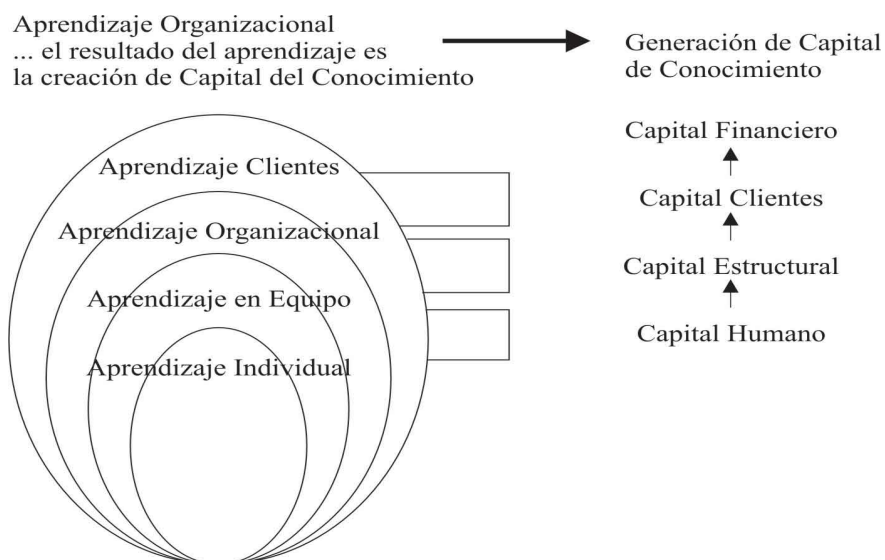 Aprendizaje Organizacional
... el resultado del aprendizaje es
la creación de Capital del Conocimiento
Generación de Capital
de Conocimiento
Aprendizaje Clientes
Aprendizaje Organizacional
Aprendizaje en Equipo
Aprendizaje Individual
Capital Financiero
Capital Clientes
Capital Estructural
Capital Humano